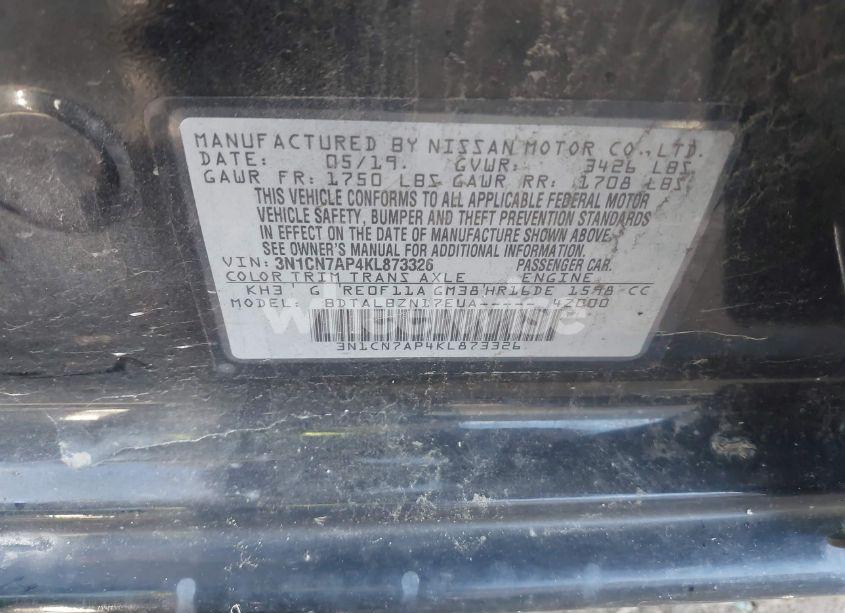 MANUFACTURED BY NISSAN MOTOR CO., LTD.
DATE: 05/19. GVWR: 3426 LBS
GAWR FR: 1750 LBS GAWR RR: 1708 LBS
THIS VEHICLE CONFORMS TO ALL APPLICABLE FEDERAL MOTOR
VEHICLE SAFETY, BUMPER AND THEFT PREVENTION STANDARDS
IN EFFECT ON THE DATE OF MANUFACTURE SHOWN ABOVE.
SEE OWNER'S MANUAL FOR ADDITIONAL INFORMATION.
VIN: 3N1CN7AP4KL873326 PASSENGER CAR.
COLOR TRIM TRANS AXLE ENGINE
KH3 G RE0F11A GM38 HR16DE 1598-CC
MODEL: BDTALBZN17EUA----- 42000
3N1CN7AP4KL873326